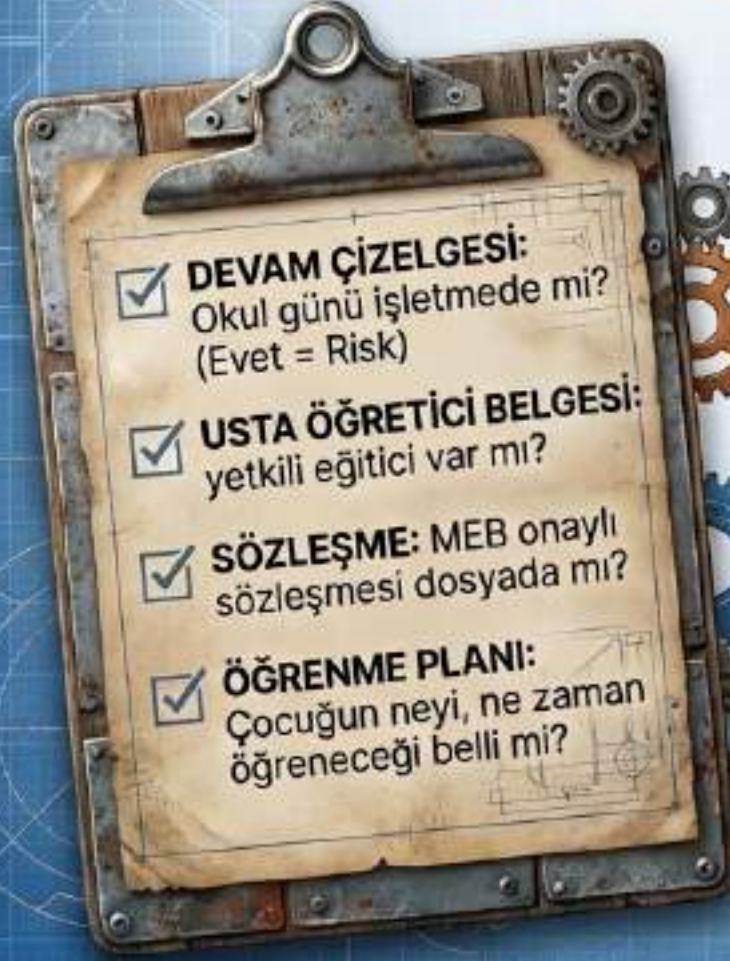 DEVAM ÇİZELGESİ:
Okul günü işletmede mi?
(Evet = Risk)
USTA ÖĞRETİCİ BELGESİ:
yetkili eğitici var mı?
SÖZLEŞME: MEB onaylı
sözleşmesi dosyada mı?
ÖĞRENME PLANI:
Çocuğun neyi, ne zaman
öğreneceği belli mi?